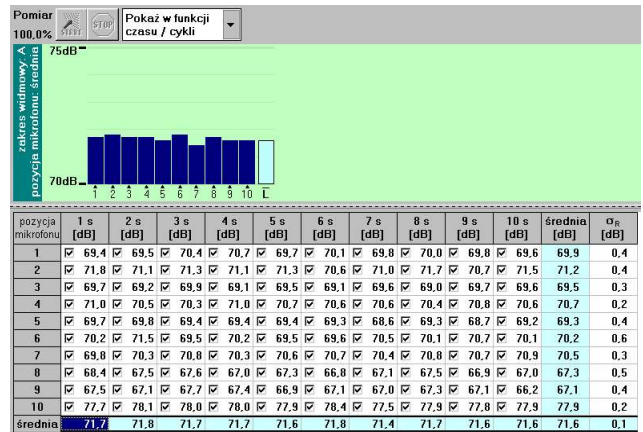 Pomiar
100,0%
START
STOP
Pokaż w funkcji
czasu / cykli
zakres widmowy: A
pozycja mikrofonu: średnia
75dB
70dB
1 2 3 4 5 6 7 8 9 10 L
pozycja mikrofonu 1 s [dB] 2 s [dB] 3 s [dB] 4 s [dB] 5 s [dB] 6 s [dB] 7 s [dB] 8 s [dB] 9 s [dB] 10 s [dB] średnia [dB] σR [dB]
1 69,4 69,5 70,4 70,7 69,7 70,1 69,8 70,0 69,8 69,6 69,9 0,4
2 71,8 71,1 71,3 71,1 71,3 70,6 71,0 71,7 70,7 71,5 71,2 0,4
3 69,7 69,2 69,9 69,1 69,5 69,1 69,6 69,0 69,7 69,6 69,5 0,3
4 71,0 70,5 70,3 71,0 70,7 70,6 70,6 70,4 70,8 70,6 70,7 0,2
5 69,7 69,8 69,4 69,4 69,4 69,3 68,6 69,3 68,7 69,2 69,3 0,4
6 70,2 71,5 69,5 70,2 69,5 69,6 70,5 70,1 70,7 70,1 70,2 0,6
7 69,8 70,3 70,8 70,3 70,6 70,7 70,4 70,8 70,7 70,9 70,5 0,3
8 68,4 67,5 67,6 67,0 67,3 66,8 67,1 67,5 66,9 67,0 67,3 0,5
9 67,5 67,1 67,7 67,4 66,9 67,1 67,0 67,3 67,1 66,2 67,1 0,4
10 77,7 78,1 78,0 78,0 77,9 78,4 77,5 77,9 77,8 77,9 77,9 0,2
średnia 71,7 71,8 71,7 71,7 71,6 71,8 71,4 71,7 71,6 71,6 71,6 0,1